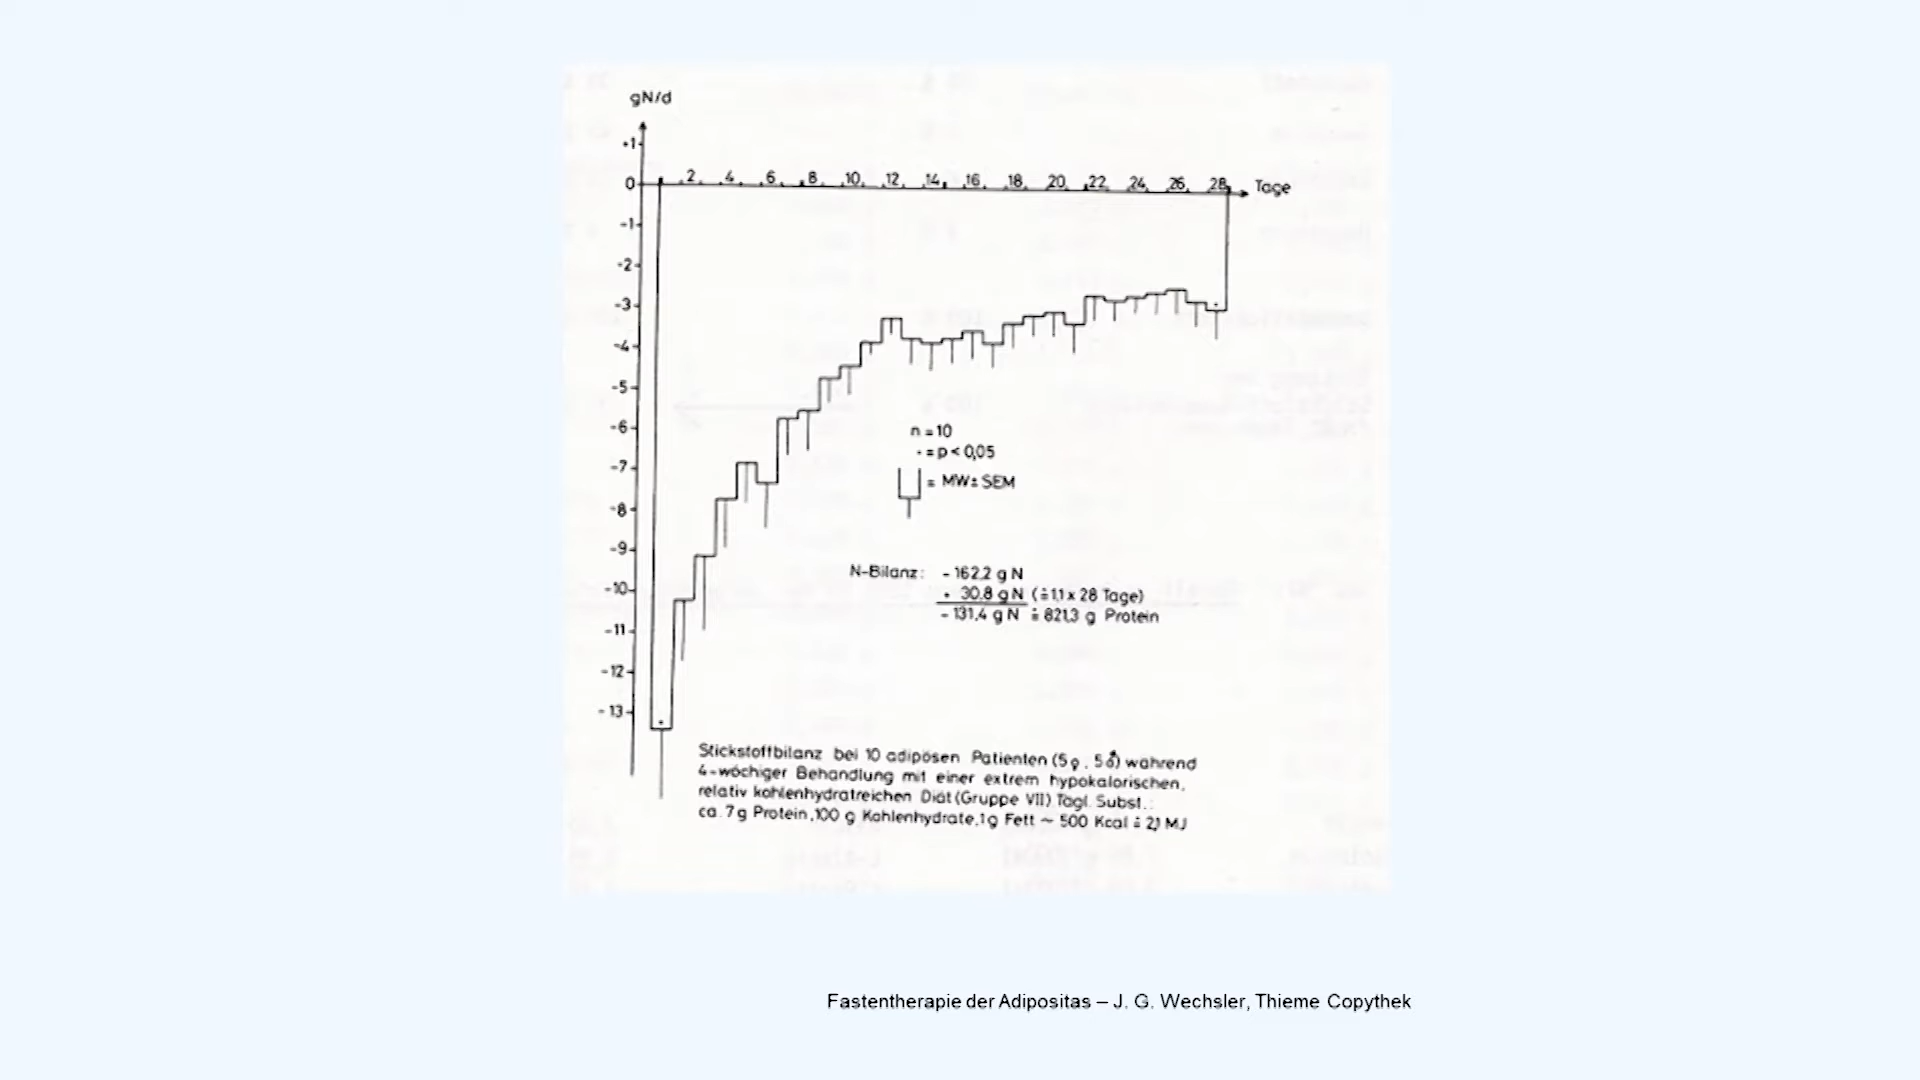 gN/d
+1
0 2 4 6 8 10 12 14 16 18 20 22 24 26 28 Tage
-1
-2
-3
-4
-5
-6
-7
-8
-9
-10
-11
-12
-13
n = 10
· = p < 0,05
= MW ± SEM
N-Bilanz: - 162,2 g N
+ 30,8 g N (≙ 1,1 x 28 Tage)
- 131,4 g N ≙ 821,3 g Protein
Stickstoffbilanz bei 10 adipösen Patienten (5♀, 5♂) während
4-wöchiger Behandlung mit einer extrem hypokalorischen,
relativ kohlenhydratreichen Diät (Gruppe VII) Tägl. Subst.:
ca. 7 g Protein, 100 g Kohlenhydrate, 1 g Fett ~ 500 Kcal ≙ 2,1 MJ
Fastentherapie der Adipositas – J. G. Wechsler, Thieme Copythek